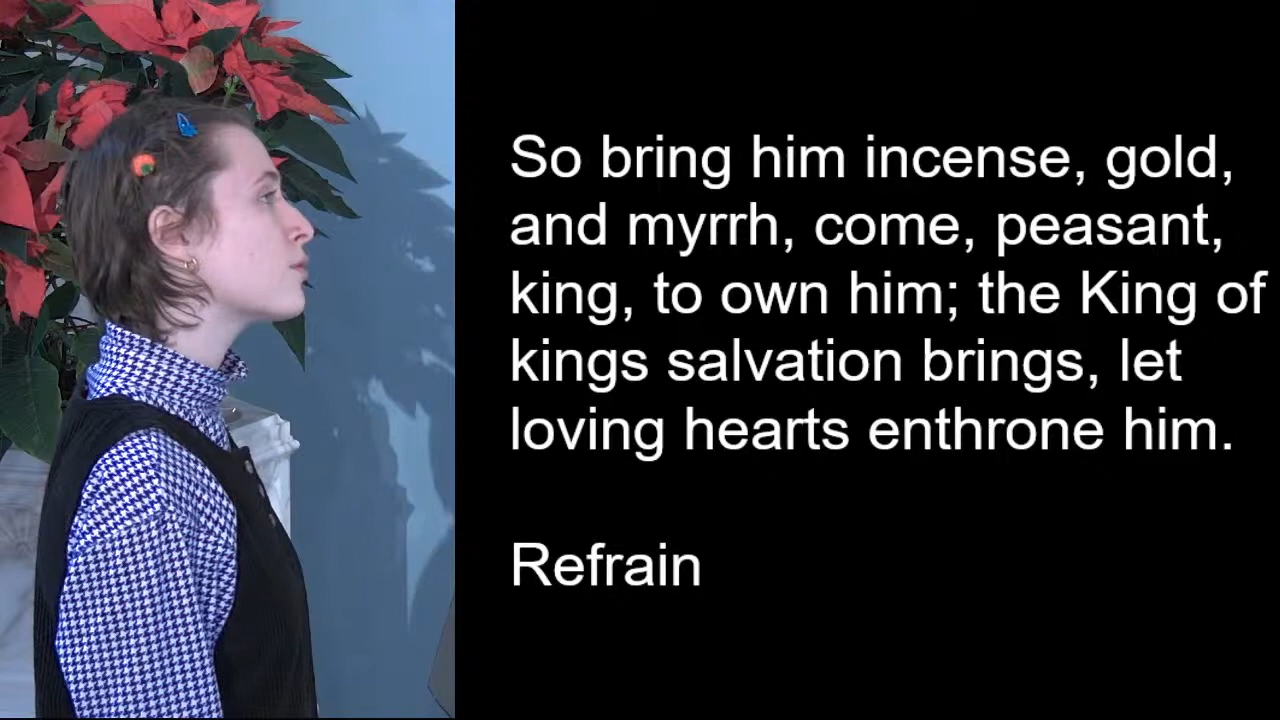 So bring him incense, gold,
and myrrh, come, peasant,
king, to own him; the King of
kings salvation brings, let
loving hearts enthrone him.
Refrain